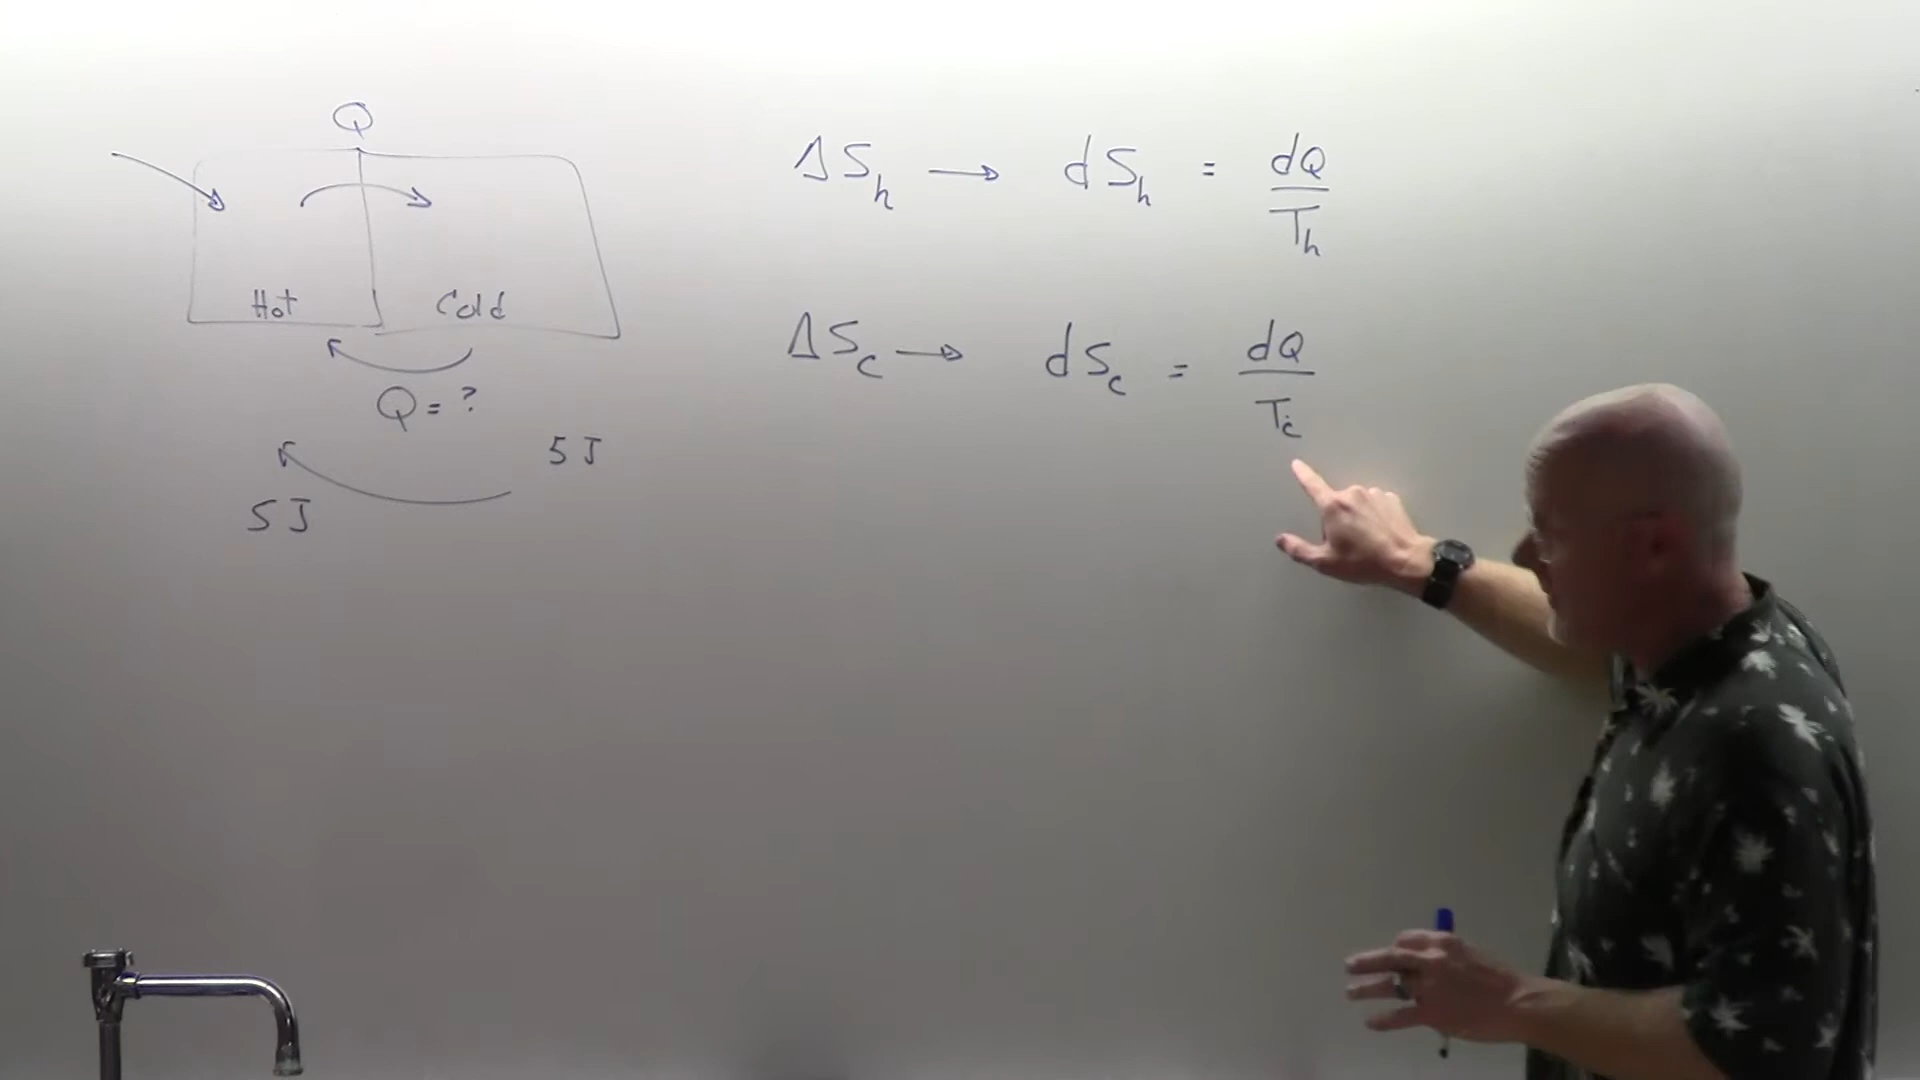 Q
Hot Cold
Q = ?
5 J
5 J
ΔS_h → dS_h = dQ/T_h
ΔS_c → dS_c = dQ/T_c